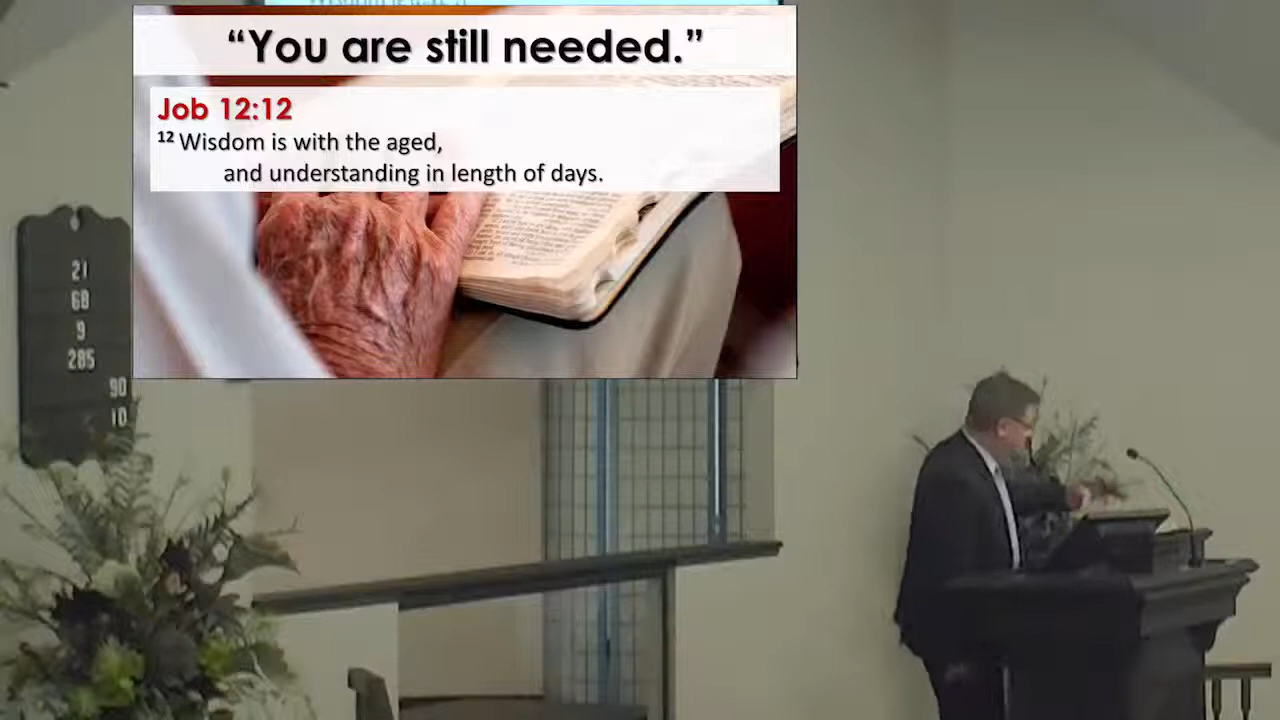 “You are still needed.”
Job 12:12
12 Wisdom is with the aged,
and understanding in length of days.
21
68
9
285
90
10